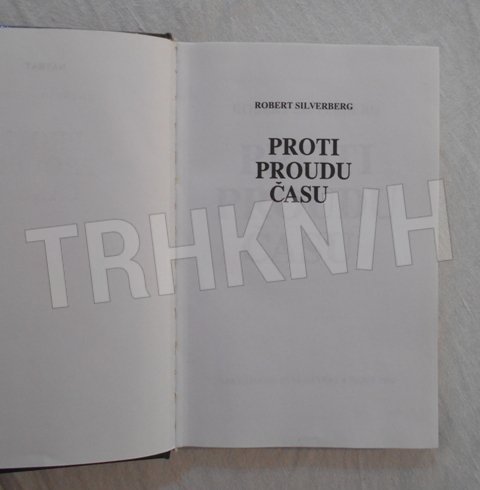 ROBERT SILVERBERG
PROTI
PROUDU
ČASU
TRHKNIH